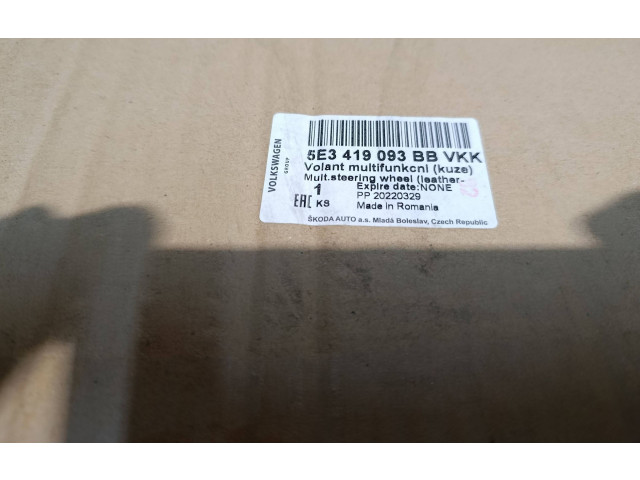 VOLKSWAGEN
GROUP
5E3 419 093 BB VKK
Volant multifunkcni (kuze)
Mult.steering wheel (leather-
1 Expire date:NONE
EAC KS PP 20220329
Made in Romania
ŠKODA AUTO a.s. Mladá Boleslav, Czech Republic